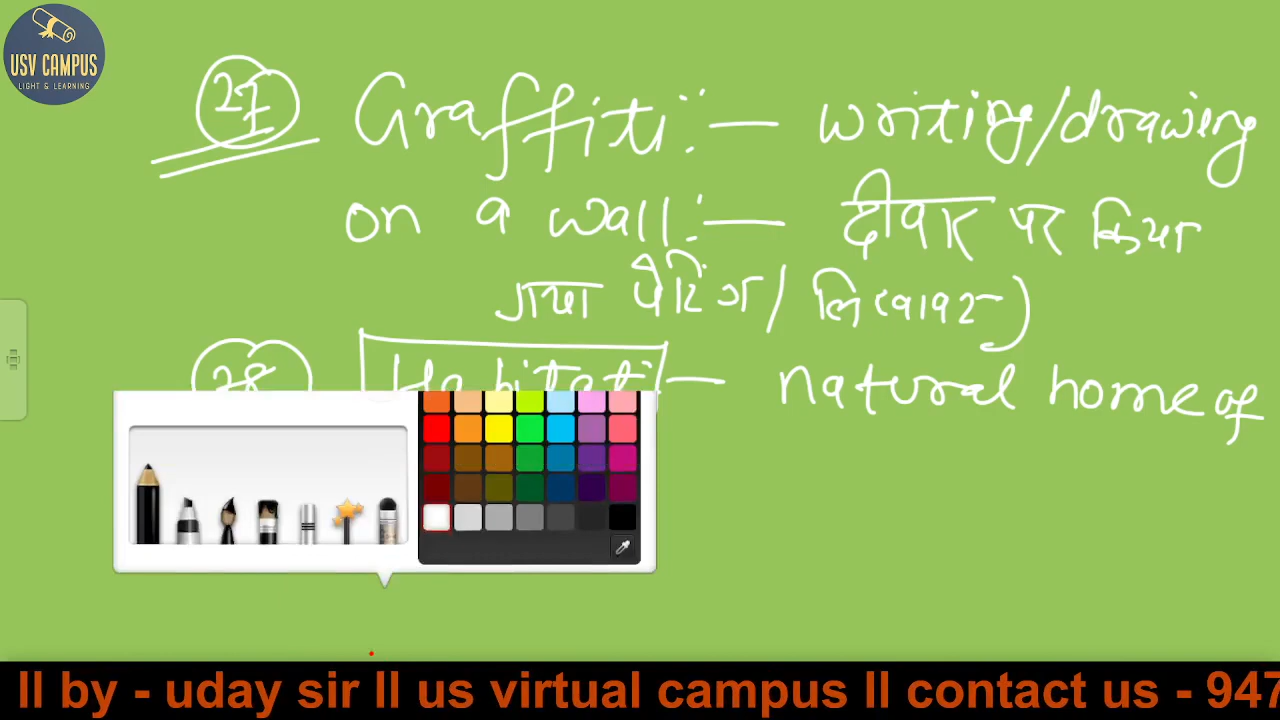 USV CAMPUS
LIGHT & LEARNING
27 Graffiti :— writing/drawing
on a wall :— दीवार पर किया
गया पेंटिंग / लिखावट)
28 Habitat — natural home of
ll by - uday sir ll us virtual campus ll contact us - 947